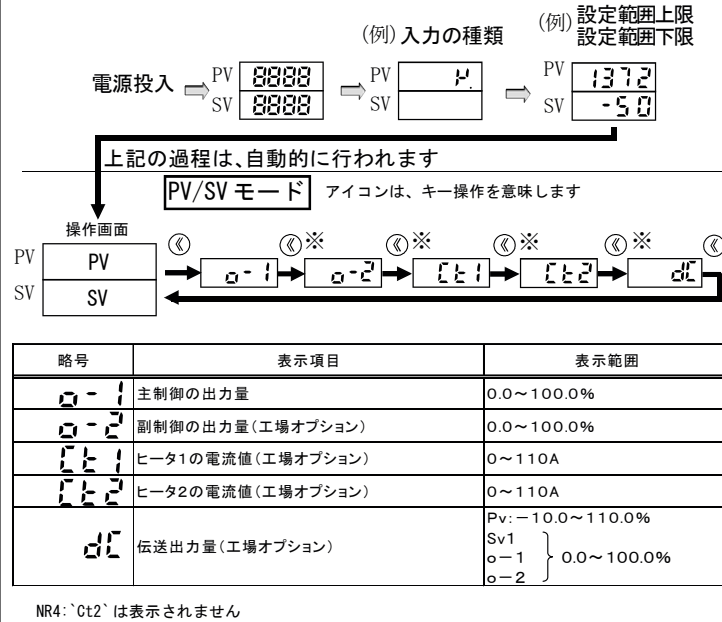 (例) 入力の種類
(例) 設定範囲上限
設定範囲下限
電源投入 PV 8888
SV 8888
PV K.
SV
PV 1372
SV -50
上記の過程は、自動的に行われます
PV/SV モード アイコンは、キー操作を意味します
操作画面
PV PV
SV SV
《 《※ 《※ 《※ 《※ 《
o-1 o-2 Ct1 Ct2 dC
略号 表示項目 表示範囲
o-1 主制御の出力量 0.0～100.0%
o-2 副制御の出力量(工場オプション) 0.0～100.0%
Ct1 ヒータ1の電流値(工場オプション) 0～110A
Ct2 ヒータ2の電流値(工場オプション) 0～110A
dC 伝送出力量(工場オプション) Pv:－10.0～110.0%
Sv1
o－1 0.0～100.0%
o－2
NR4:`Ct2`は表示されません